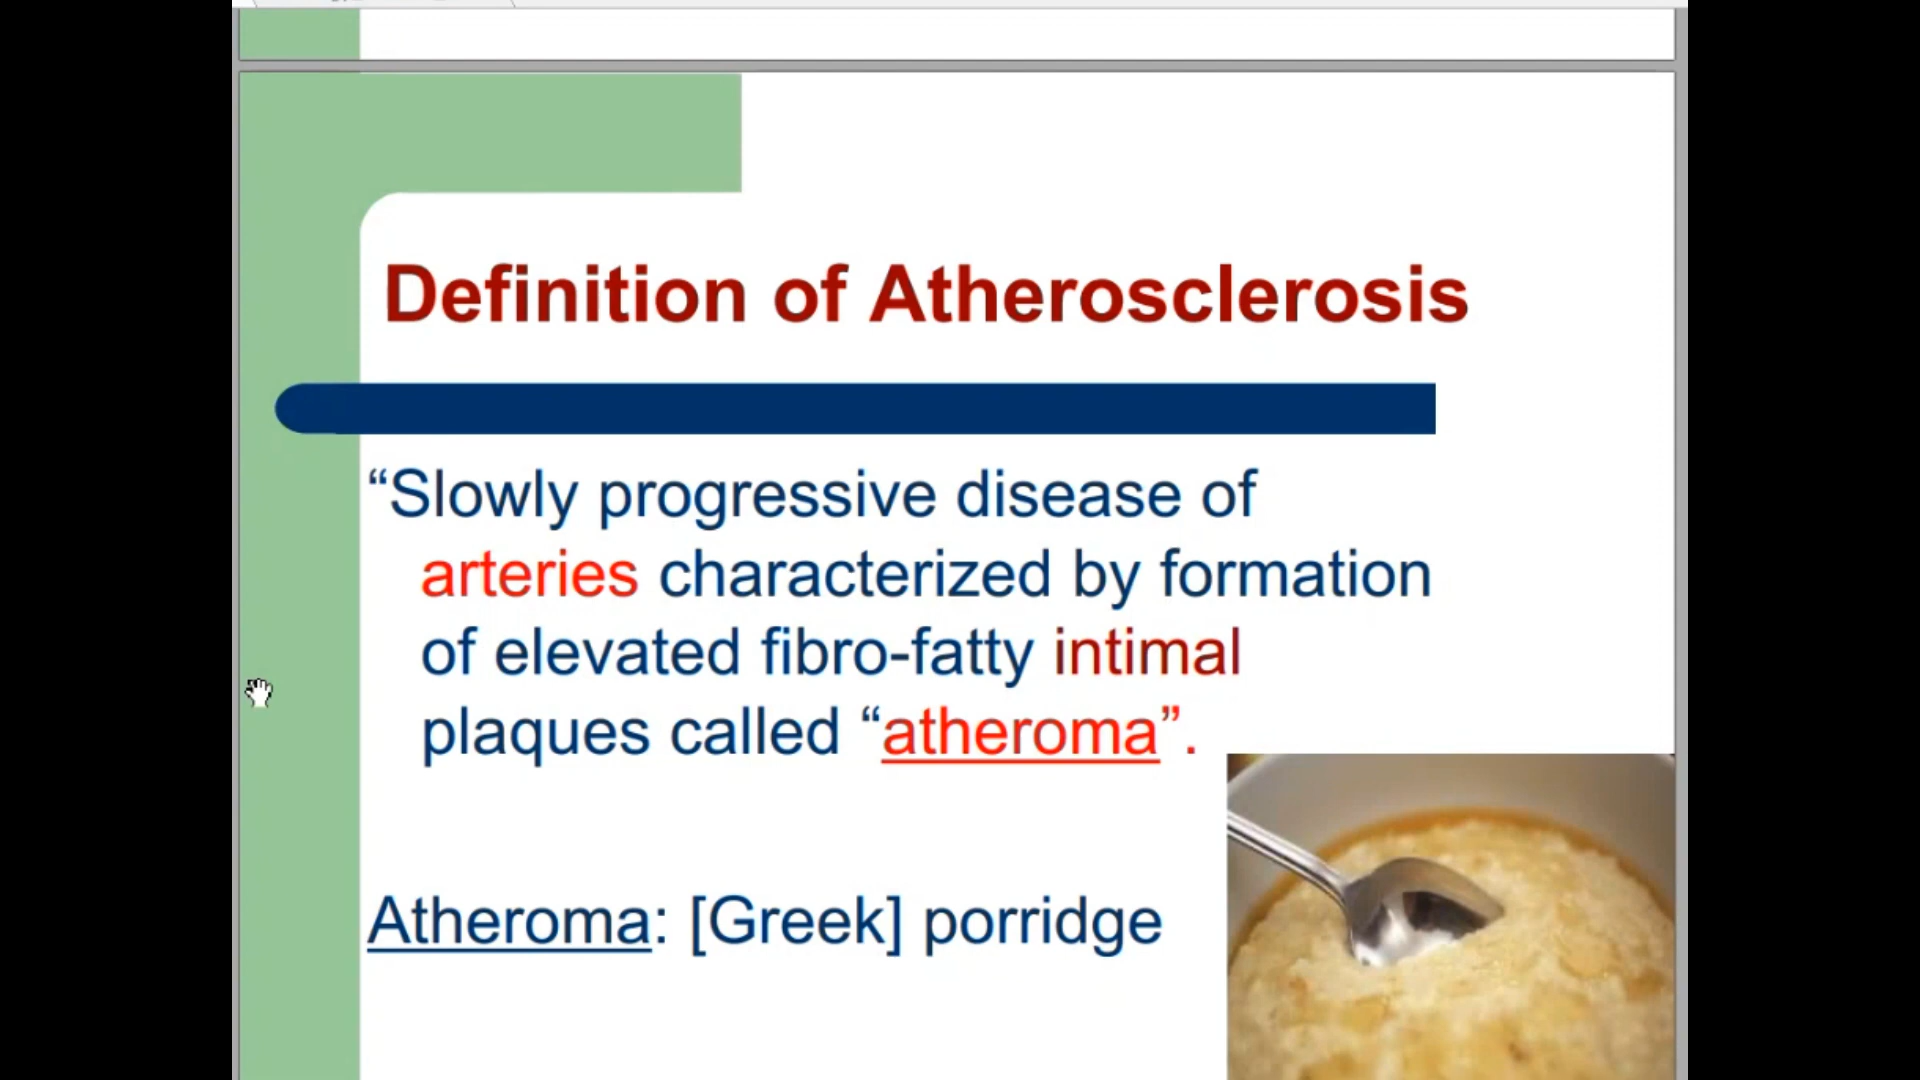 Definition of Atherosclerosis
“Slowly progressive disease of
arteries characterized by formation
of elevated fibro-fatty intimal
plaques called “atheroma”.
Atheroma: [Greek] porridge